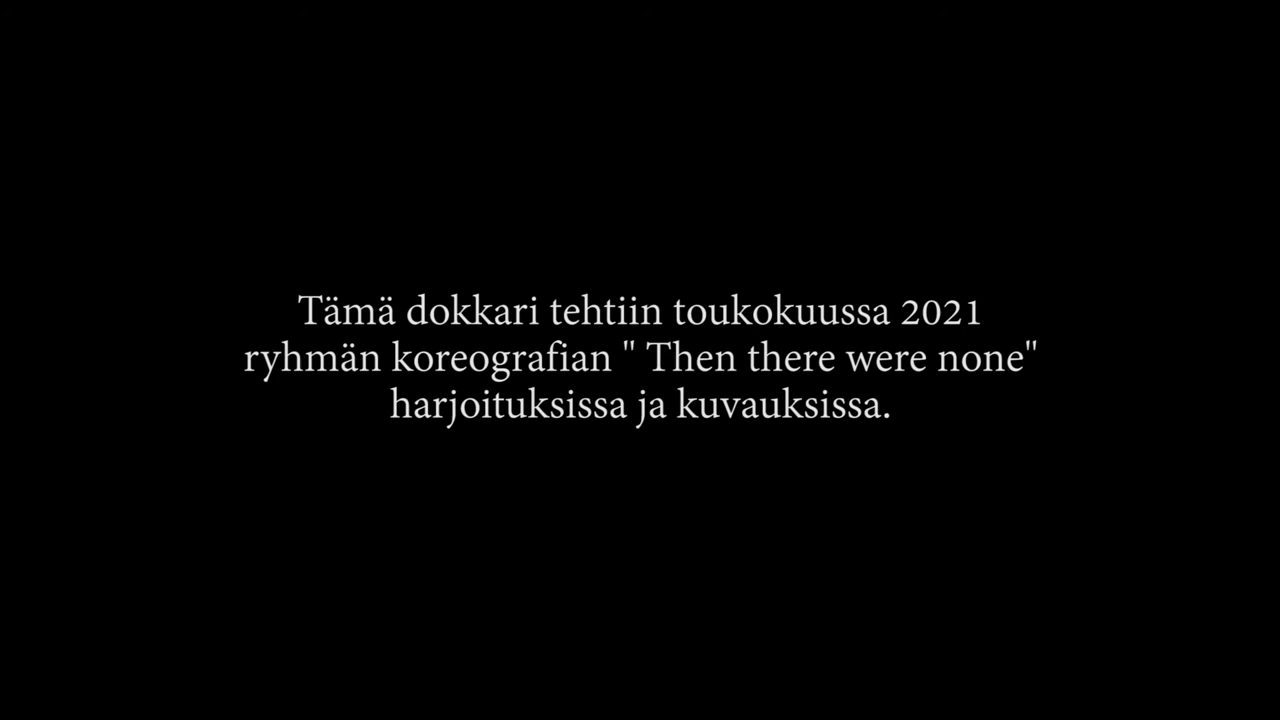 Tämä dokkari tehtiin toukokuussa 2021
ryhmän koreografian " Then there were none"
harjoituksissa ja kuvauksissa.